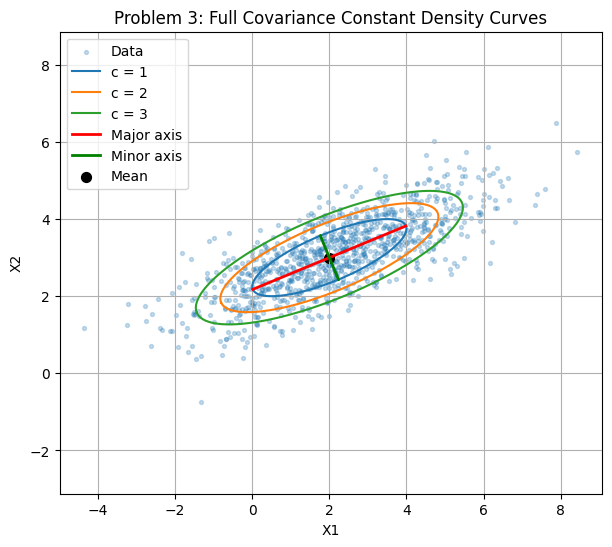 Problem 3: Full Covariance Constant Density Curves
Data
c = 1
c = 2
c = 3
Major axis
Minor axis
Mean
8
6
4
2
0
−2
X2
−4
−2
0
2
4
6
8
X1